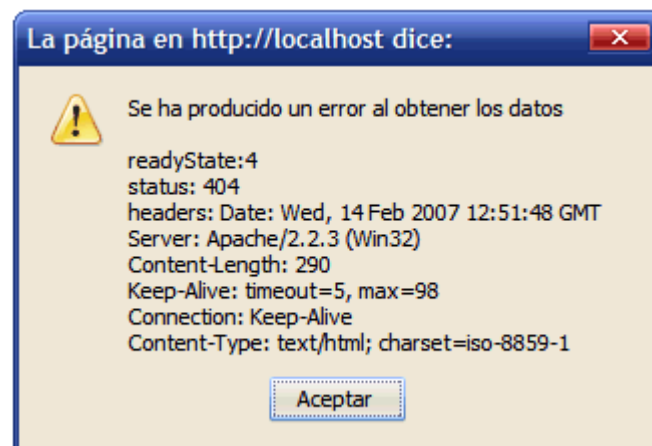 La página en http://localhost dice:
Se ha producido un error al obtener los datos
readyState:4
status: 404
headers: Date: Wed, 14 Feb 2007 12:51:48 GMT
Server: Apache/2.2.3 (Win32)
Content-Length: 290
Keep-Alive: timeout=5, max=98
Connection: Keep-Alive
Content-Type: text/html; charset=iso-8859-1
Aceptar